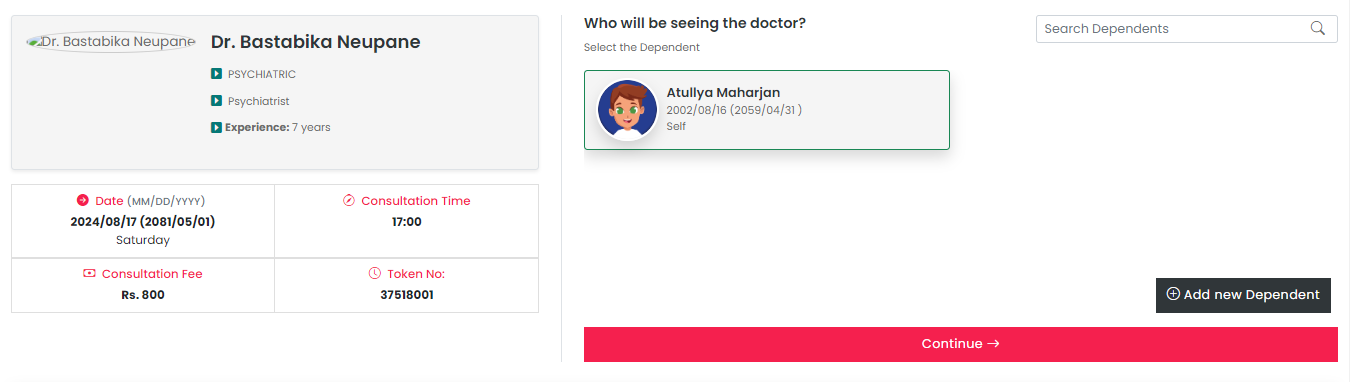 Dr. Bastabika Neupane
Dr. Bastabika Neupane
PSYCHIATRIC
Psychiatrist
Experience: 7 years
Date (MM/DD/YYYY)
2024/08/17 (2081/05/01)
Saturday
Consultation Time
17:00
Consultation Fee
Rs. 800
Token No:
37518001
Who will be seeing the doctor?
Select the Dependent
Search Dependents
Atullya Maharjan
2002/08/16 (2059/04/31 )
Self
Add new Dependent
Continue →